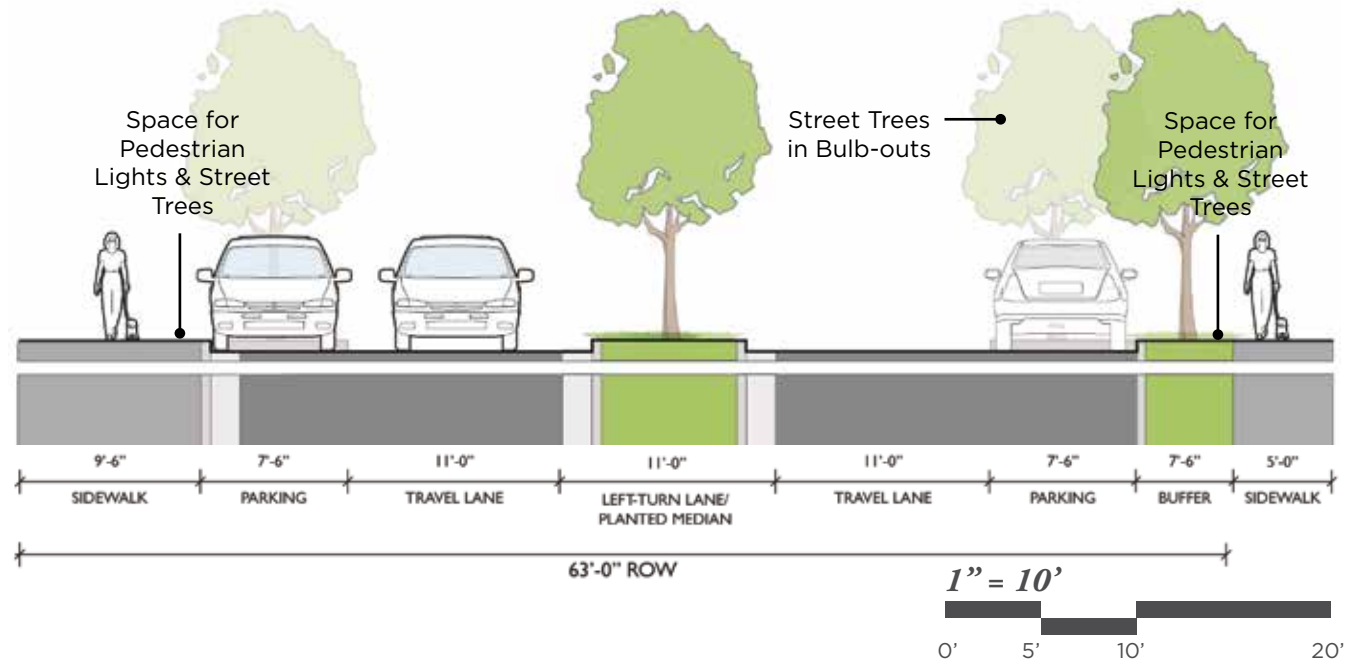 Space for
Pedestrian
Lights & Street
Trees
Street Trees
in Bulb-outs
Space for
Pedestrian
Lights & Street
Trees
9'-6" 7'-6" 11'-0" 11'-0" 11'-0" 7'-6" 7'-6" 5'-0"
SIDEWALK PARKING TRAVEL LANE LEFT-TURN LANE/ TRAVEL LANE PARKING BUFFER SIDEWALK
PLANTED MEDIAN
63'-0" ROW
1" = 10'
0' 5' 10' 20'